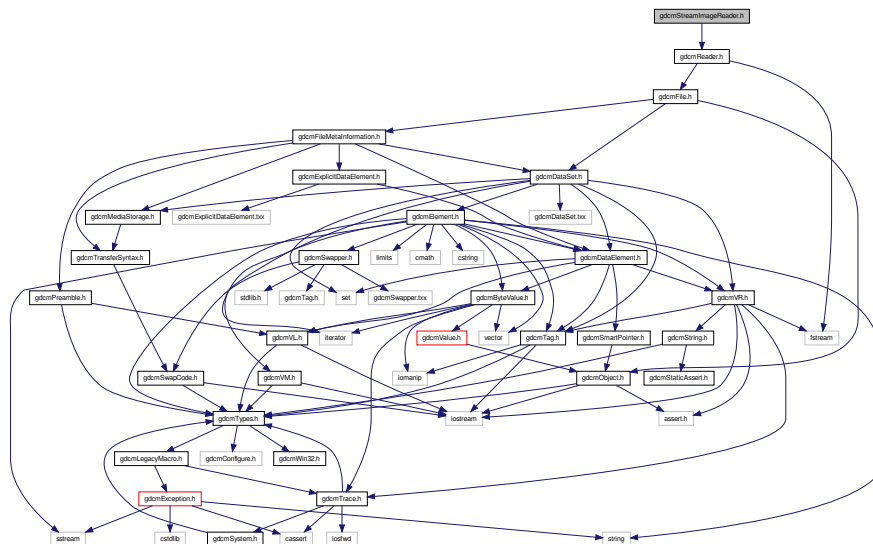 gdcmStreamImageReader.h
gdcmReader.h
gdcmFile.h
gdcmFileMetaInformation.h
gdcmExplicitDataElement.h
gdcmDataSet.h
gdcmMediaStorage.h
gdcmExplicitDataElement.txx
gdcmElement.h
gdcmDataSet.txx
gdcmTransferSyntax.h
gdcmSwapper.h
limits
cmath
cstring
gdcmDataElement.h
gdcmPreamble.h
stdlib.h
gdcmTag.h
set
gdcmSwapper.txx
gdcmByteValue.h
gdcmVR.h
gdcmVL.h
iterator
gdcmValue.h
vector
gdcmTag.h
gdcmSmartPointer.h
gdcmString.h
fstream
gdcmSwapCode.h
gdcmVM.h
iomanip
gdcmObject.h
gdcmStaticAssert.h
gdcmTypes.h
iostream
assert.h
gdcmLegacyMacro.h
gdcmConfigure.h
gdcmWin32.h
gdcmException.h
gdcmTrace.h
sstream
cstdlib
gdcmSystem.h
cassert
iosfwd
string